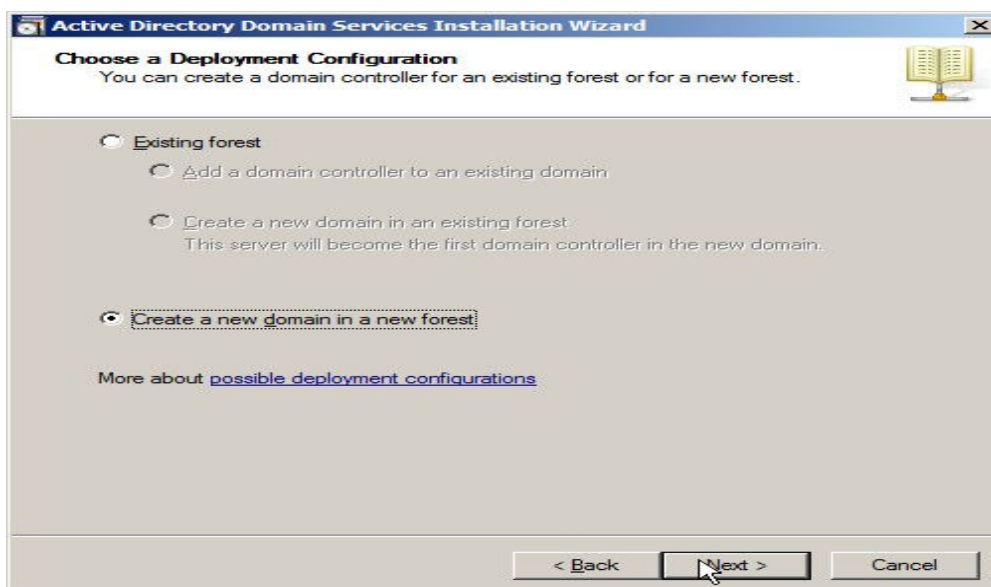 Active Directory Domain Services Installation Wizard
Choose a Deployment Configuration
You can create a domain controller for an existing forest or for a new forest.
Existing forest
Add a domain controller to an existing domain
Create a new domain in an existing forest
This server will become the first domain controller in the new domain.
Create a new domain in a new forest
More about possible deployment configurations
< Back Next > Cancel